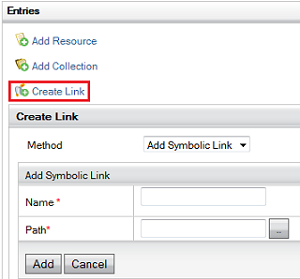 Entries
Add Resource
Add Collection
Create Link
Create Link
Method Add Symbolic Link
Add Symbolic Link
Name *
Path* ...
Add Cancel